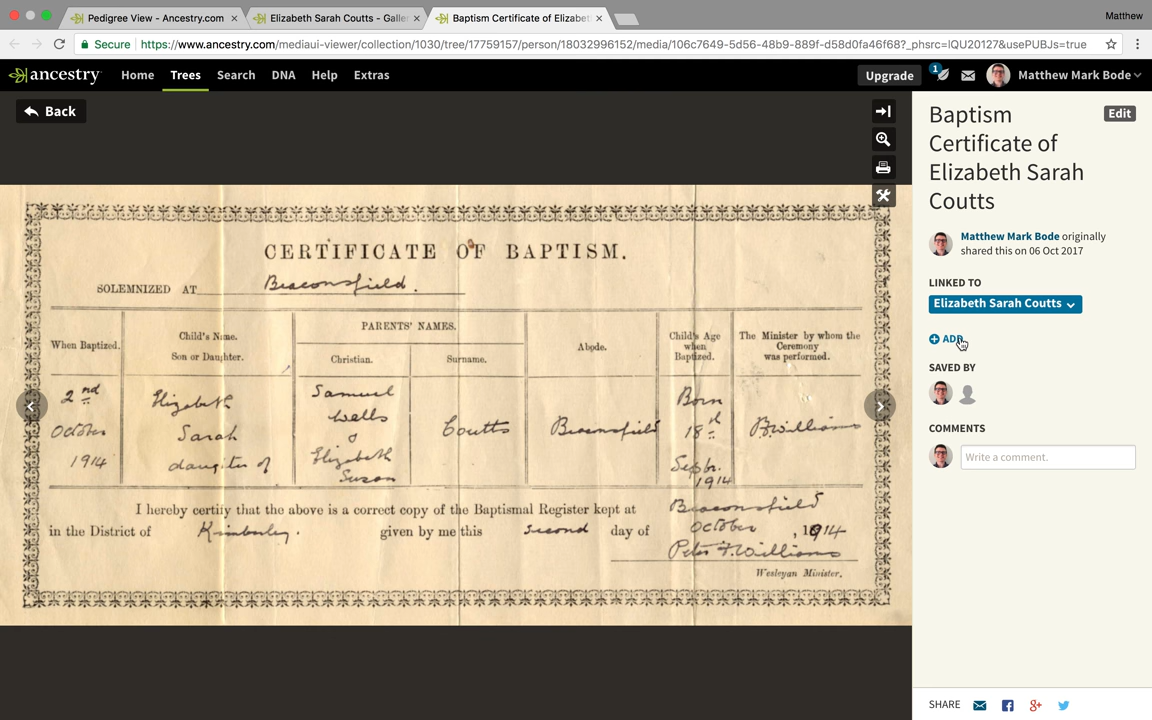 Pedigree View - Ancestry.com
Elizabeth Sarah Coutts - Galle
Baptism Certificate of Elizabet
Matthew
Secure https://www.ancestry.com/mediaui-viewer/collection/1030/tree/17759157/person/18032996152/media/106c7649-5d56-48b9-889f-d58d0fa46f68?_phsrc=IQU20127&usePUBJs=true
ancestry Home Trees Search DNA Help Extras Upgrade 1 Matthew Mark Bode
Back
CERTIFICATE OF BAPTISM.
SOLEMNIZED AT Beaconsfield.
When Baptized.
Child's Name.
Son or Daughter.
PARENTS' NAMES.
Christian.
Surname.
Abode.
Child's Age
when
Baptized.
The Minister by whom the
Ceremony
was performed.
2nd
October
1914
Elizabeth
Sarah
daughter of
Samuel
Wells
&
Elizabeth
Susan
Coutts
Beaconsfield
Born
18th
Septbr.
1914
P.F.Williams
I hereby certify that the above is a correct copy of the Baptismal Register kept at Beaconsfield
in the District of Kimberley. given by me this Second day of October, 1914
Peter F. Williams
Wesleyan Minister.
Baptism
Certificate of
Elizabeth Sarah
Coutts
Edit
Matthew Mark Bode originally
shared this on 06 Oct 2017
LINKED TO
Elizabeth Sarah Coutts
ADD
SAVED BY
COMMENTS
Write a comment.
SHARE